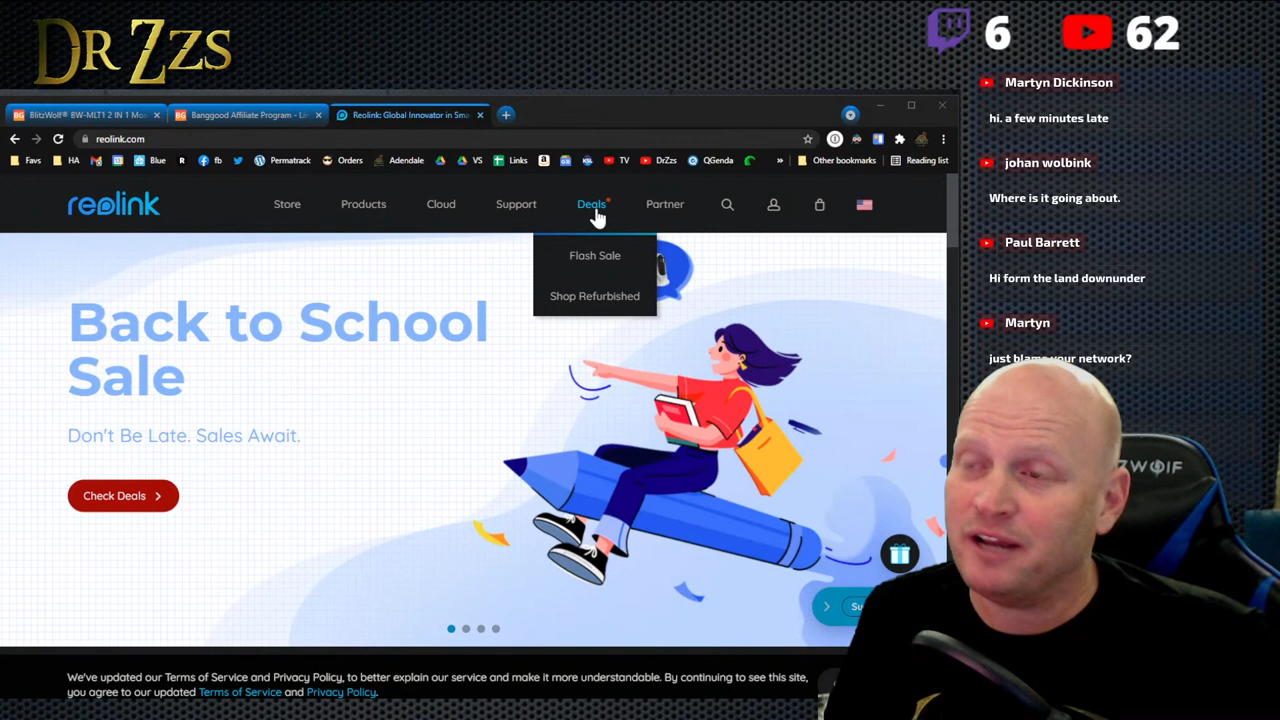 DR ZZS
6
62
BlitzWolf® BW-MLT1 2 IN 1 Mo
Banggood Affiliate Program - Li
Reolink: Global Innovator in Sma
reolink.com
Favs
HA
Blue
R
fb
Permatrack
Orders
Adendale
VS
Links
TV
DrZzs
QGenda
»
Other bookmarks
Reading list
reolink
Store
Products
Cloud
Support
Deals
Partner
Flash Sale
Shop Refurbished
Back to School
Sale
Don't Be Late. Sales Await.
Check Deals
Su
We've updated our Terms of Service and Privacy Policy, to better explain our service and make it more understandable. By continuing to see this site,
you agree to our updated Terms of Service and Privacy Policy.
Martyn Dickinson
hi. a few minutes late
johan wolbink
Where is it going about.
Paul Barrett
Hi form the land downunder
Martyn
just blame your network?
ZWOLF